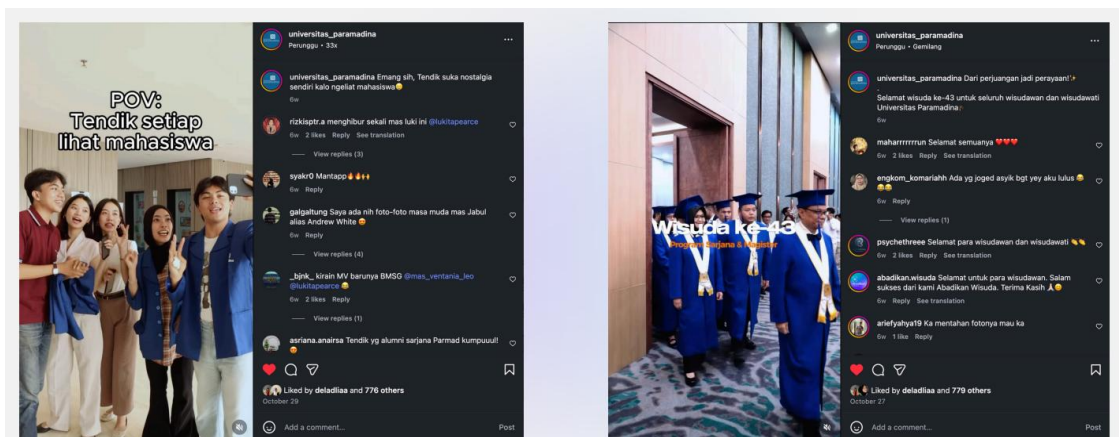 POV:
Tendik setiap
lihat mahasiswa
universitas_paramadina
Perunggu • 33x
universitas_paramadina Emang sih, Tendik suka nostalgia
sendiri kalo ngeliat mahasiswa😂
6w
rizkisptr.a menghibur sekali mas luki ini @lukitapearce
6w 2 likes Reply See translation
View replies (3)
syakr0 Mantapp🔥🔥🙌
6w Reply
galgaltung Saya ada nih foto-foto masa muda mas Jabul
alias Andrew White 😍
6w Reply
View replies (4)
_bjnk_ kirain MV barunya BMSG @mas_ventania_leo
@lukitapearce 😂
6w 2 likes Reply
View replies (1)
asriana.anairsa Tendik yg alumni sarjana Parmad kumpuuul!
😍
Liked by deladliaa and 776 others
October 29
Add a comment...
Post
Wisuda ke-43
Program Sarjana & Magister
universitas_paramadina
Perunggu • Gemilang
universitas_paramadina Dari perjuangan jadi perayaan!✨
.
Selamat wisuda ke-43 untuk seluruh wisudawan dan wisudawati
Universitas Paramadina✨
6w
maharrrrrrrun Selamat semuanya ❤️❤️❤️
6w 2 likes Reply See translation
engkom_komariahh Ada yg joged asyik bgt yey aku lulus 😂
😂😂
6w Reply
View replies (1)
psychethreee Selamat para wisudawan dan wisudawati 👏👏
6w 2 likes Reply See translation
abadikan.wisuda Selamat untuk para wisudawan. Salam
sukses dari kami Abadikan Wisuda. Terima Kasih 🙏😊
6w Reply See translation
ariefyahya19 Ka mentahan fotonya mau ka
6w 1 like Reply
Liked by deladliaa and 779 others
October 27
Add a comment...
Post